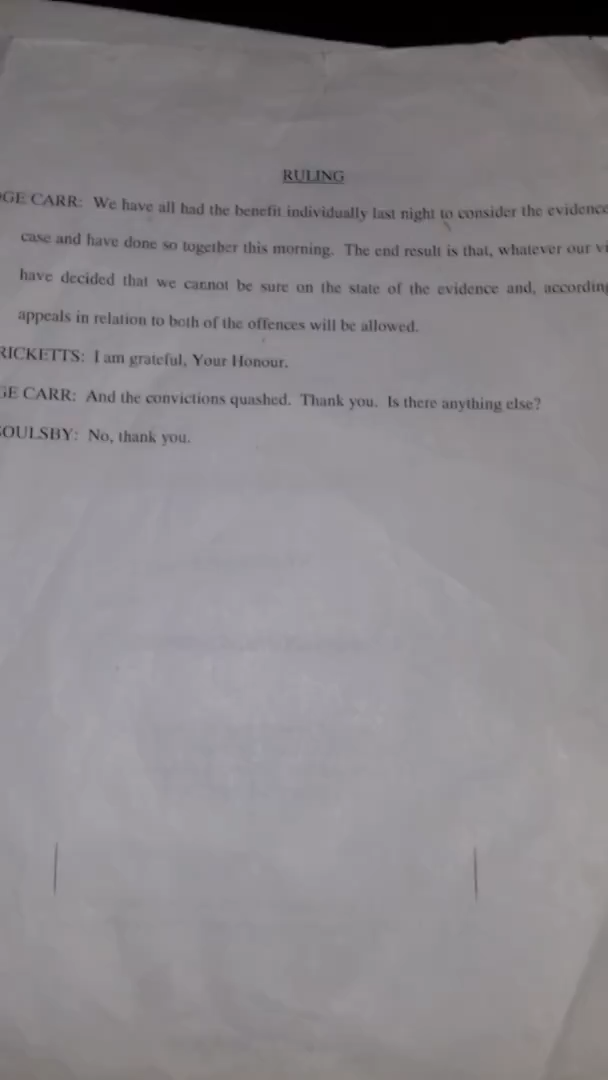 RULING
GE CARR: We have all had the benefit individually last night to consider the evidence
case and have done so together this morning. The end result is that, whatever our vi
have decided that we cannot be sure on the state of the evidence and, according
appeals in relation to both of the offences will be allowed.
RICKETTS: I am grateful, Your Honour.
GE CARR: And the convictions quashed. Thank you. Is there anything else?
SOULSBY: No, thank you.